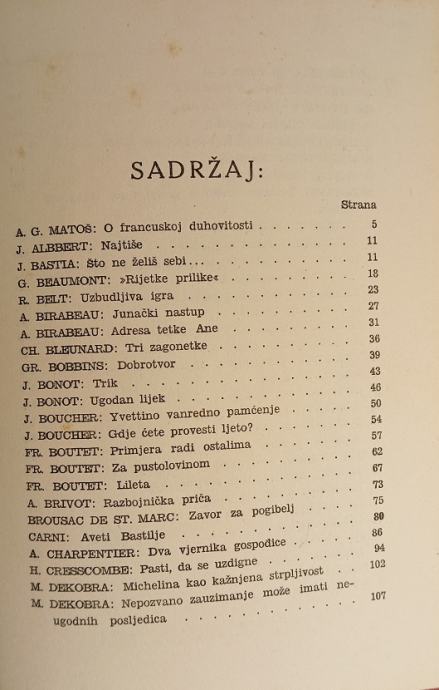 SADRŽAJ:
Strana
A. G. MATOŠ: O francuskoj duhovitosti . . . . . . . 5
J. ALBBERT: Najtiše . . . . . . . . . . . 11
J. BASTIA: Što ne želiš sebi... . . . . . . . . 11
G. BEAUMONT: »Rijetke prilike« . . . . . . . 18
R. BELT: Uzbudljiva igra . . . . . . . . . 23
A. BIRABEAU: Junački nastup . . . . . . . . 27
A. BIRABEAU: Adresa tetke Ane . . . . . . . 31
CH. BLEUNARD: Tri zagonetke . . . . . . . . 36
GR. BOBBINS: Dobrotvor . . . . . . . . . 39
J. BONOT: Trik . . . . . . . . . . . . 43
J. BONOT: Ugodan lijek . . . . . . . . . . 46
J. BOUCHER: Yvettino vanredno pamćenje . . . . . 50
J. BOUCHER: Gdje ćete provesti ljeto? . . . . . . 54
FR. BOUTET: Primjera radi ostalima . . . . . . 57
FR. BOUTET: Za pustolovinom . . . . . . . . 62
FR. BOUTET: Lileta . . . . . . . . . . . 67
A. BRIVOT: Razbojnička priča . . . . . . . . 73
BROUSAC DE ST. MARC: Zavor za pogibelj . . . . 75
CARNI: Aveti Bastilje . . . . . . . . . . 80
A. CHARPENTIER: Dva vjernika gospođice . . . . 86
H. CRESSCOMBE: Pasti, da se uzdigne . . . . . . 94
M. DEKOBRA: Michelina kao kažnjena strpljivost . . 102
M. DEKOBRA: Nepozvano zauzimanje može imati ne-
ugodnih posljedica . . . . . . . . . . 107